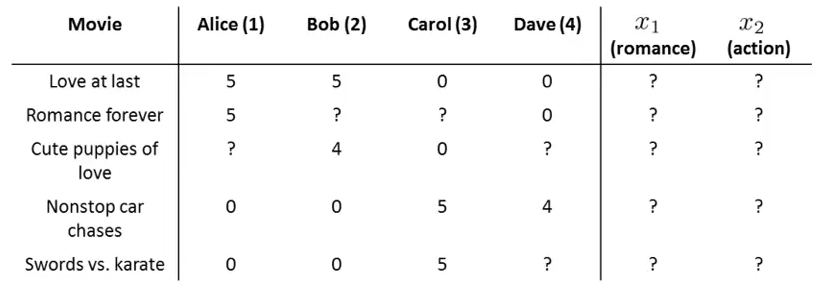 Movie Alice (1) Bob (2) Carol (3) Dave (4) x₁ x₂
(romance) (action)
Love at last 5 5 0 0 ? ?
Romance forever 5 ? ? 0 ? ?
Cute puppies of ? 4 0 ? ? ?
love
Nonstop car 0 0 5 4 ? ?
chases
Swords vs. karate 0 0 5 ? ? ?